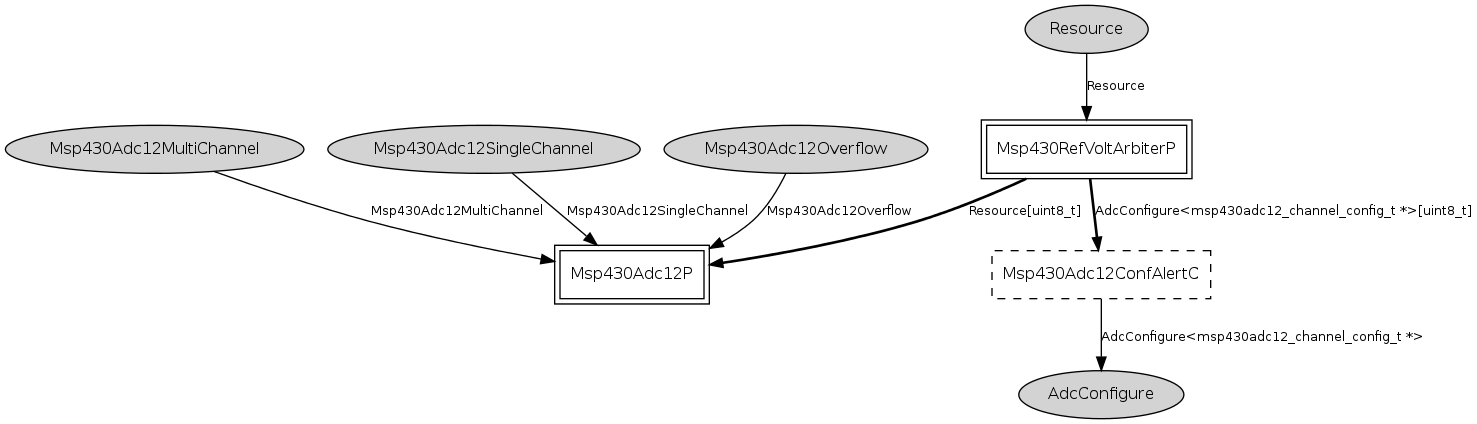 Resource
Resource
Msp430Adc12MultiChannel
Msp430Adc12SingleChannel
Msp430Adc12Overflow
Msp430RefVoltArbiterP
Msp430Adc12MultiChannel
Msp430Adc12SingleChannel
Msp430Adc12Overflow
Resource[uint8_t]
AdcConfigure<msp430adc12_channel_config_t *>[uint8_t]
Msp430Adc12P
Msp430Adc12ConfAlertC
AdcConfigure<msp430adc12_channel_config_t *>
AdcConfigure